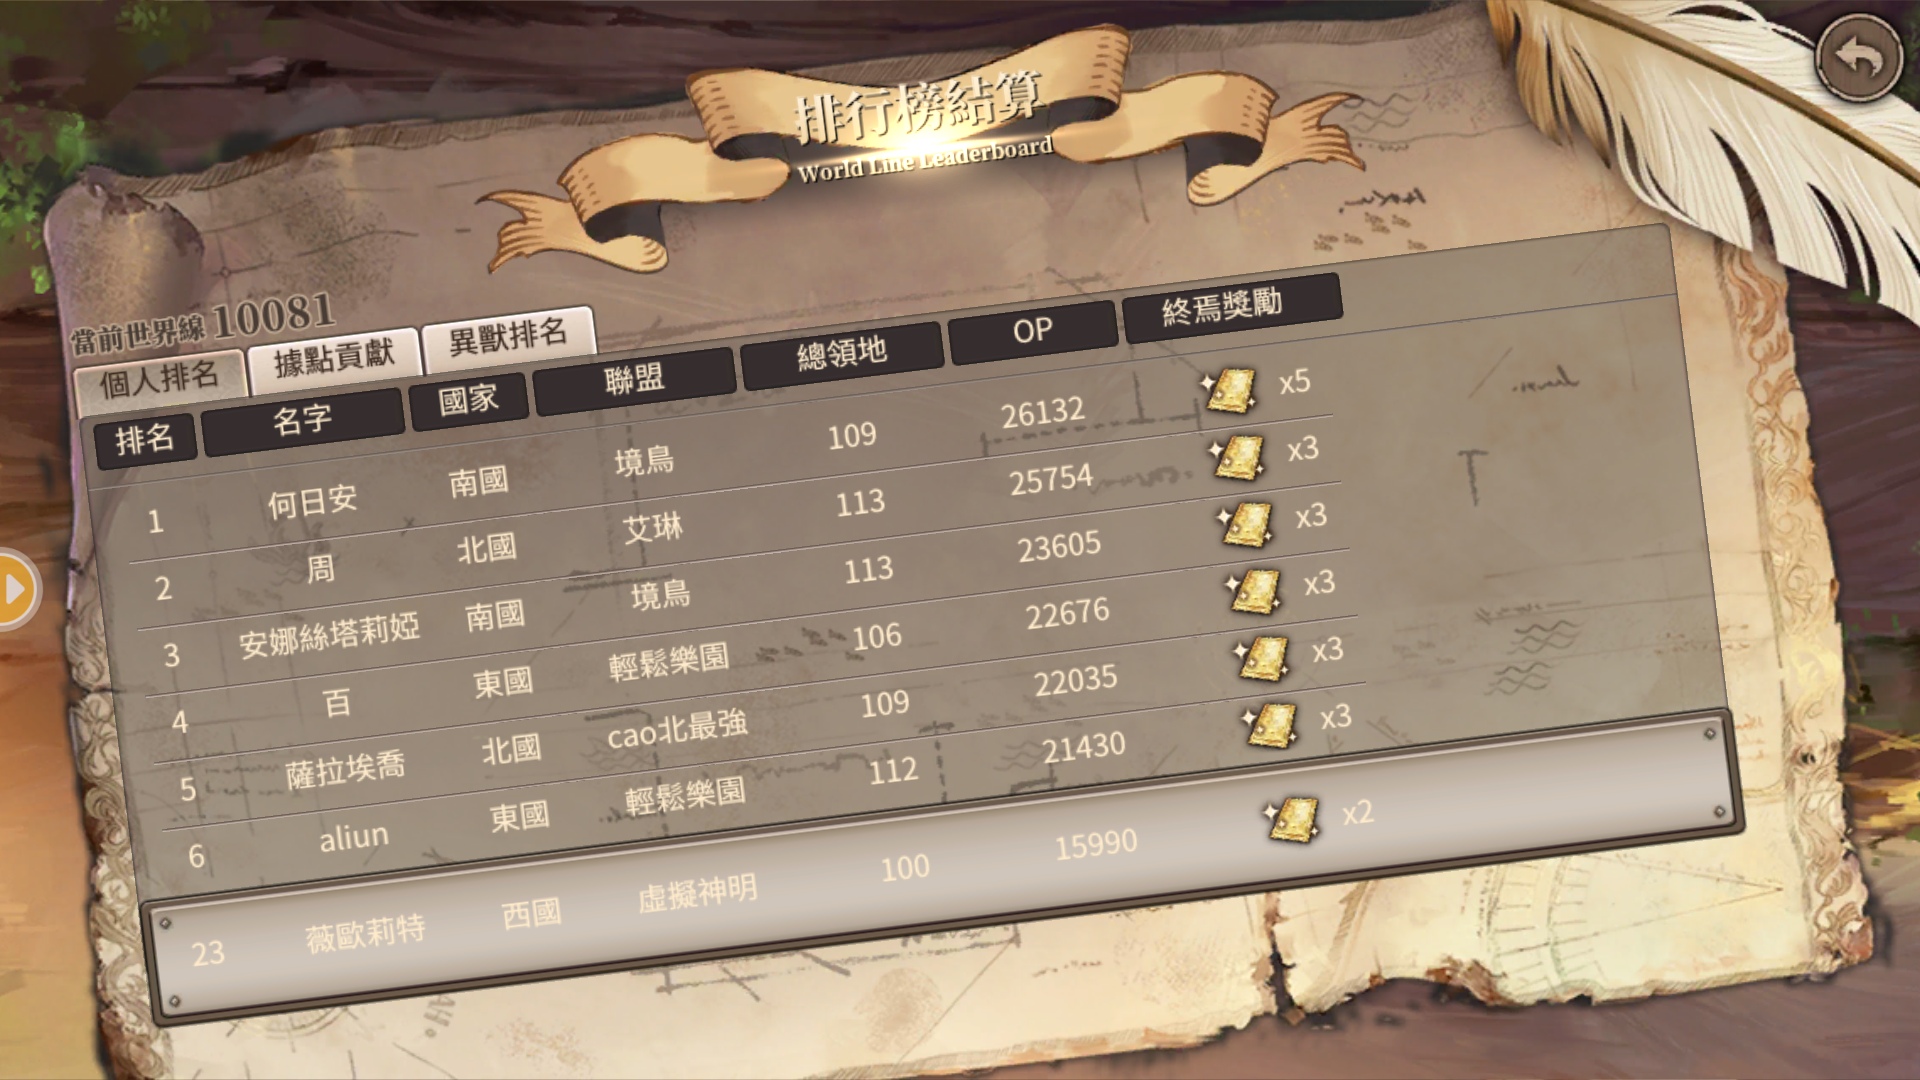 排行榜結算
World Line Leaderboard
當前世界線 10081
個人排名 據點貢獻 異獸排名
排名 名字 國家 聯盟 總領地 OP 終焉獎勵
1 何日安 南國 境鳥 109 26132 x5
2 周 北國 艾琳 113 25754 x3
3 安娜絲塔莉婭 南國 境鳥 113 23605 x3
4 百 東國 輕鬆樂園 106 22676 x3
5 薩拉埃喬 北國 cao北最強 109 22035 x3
6 aliun 東國 輕鬆樂園 112 21430 x3
23 薇歐莉特 西國 虛擬神明 100 15990 x2